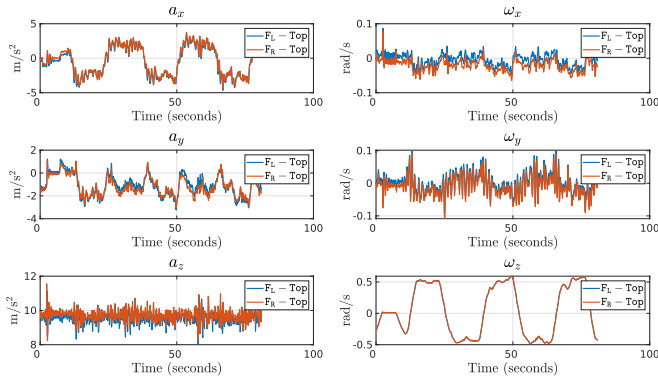 a_x
5
0
-5
0
50
100
m/s²
Time (seconds)
F_L − Top
F_R − Top
ω_x
0.1
0
-0.1
0
50
100
rad/s
Time (seconds)
F_L − Top
F_R − Top
a_y
2
0
-2
-4
0
50
100
m/s²
Time (seconds)
F_L − Top
F_R − Top
ω_y
0.1
0
-0.1
0
50
100
rad/s
Time (seconds)
F_L − Top
F_R − Top
a_z
12
10
8
0
50
100
m/s²
Time (seconds)
F_L − Top
F_R − Top
ω_z
0.5
0
-0.5
0
50
100
rad/s
Time (seconds)
F_L − Top
F_R − Top